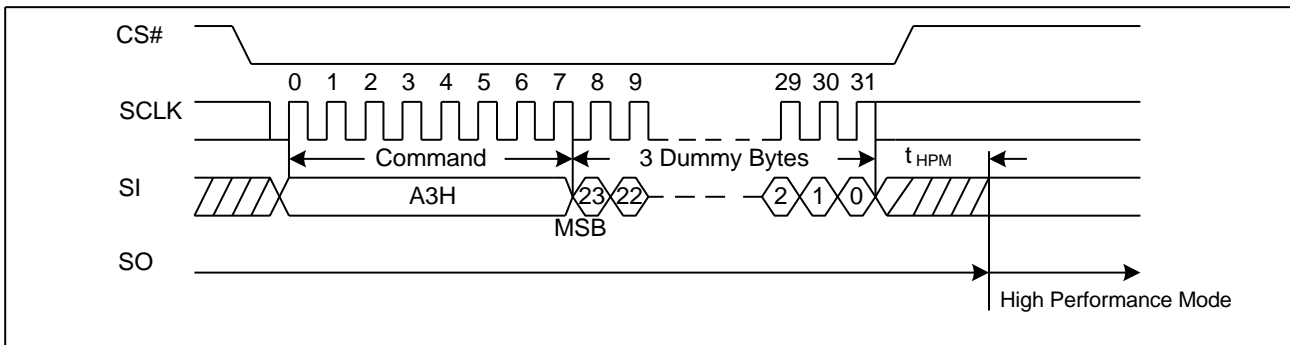 CS#
0 1 2 3 4 5 6 7 8 9 29 30 31
SCLK
Command 3 Dummy Bytes tHPM
SI A3H 23 22 2 1 0
MSB
SO
High Performance Mode